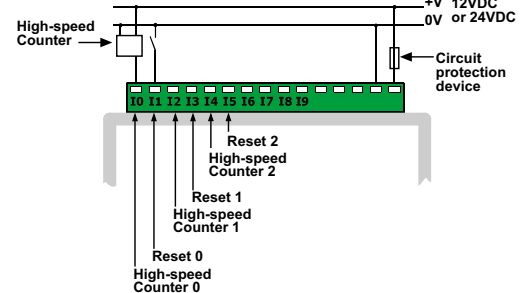 +V 12VDC
0V or 24VDC
High-speed
Counter
Circuit
protection
device
I0 I1 I2 I3 I4 I5 I6 I7 I8 I9
Reset 2
High-speed
Counter 2
Reset 1
High-speed
Counter 1
Reset 0
High-speed
Counter 0